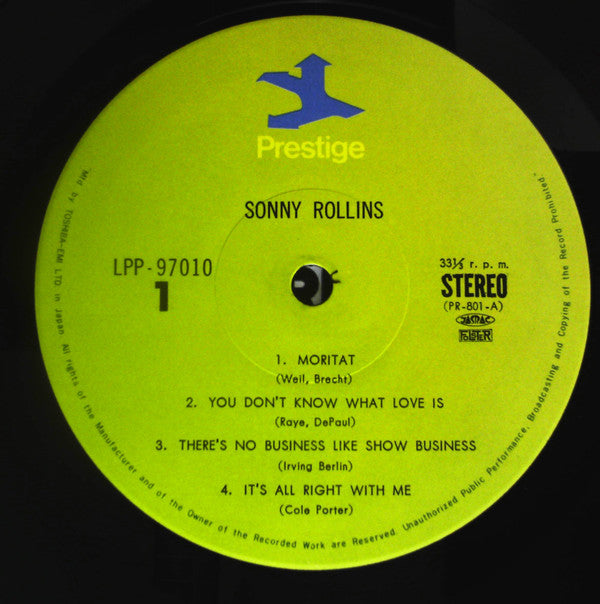 Prestige
SONNY ROLLINS
LPP-97010
1
33⅓ r. p. m.
STEREO
(PR-801-A)
JASRAC
POLYSTER
1. MORITAT
(Weil, Brecht)
2. YOU DON'T KNOW WHAT LOVE IS
(Raye, DePaul)
3. THERE'S NO BUSINESS LIKE SHOW BUSINESS
(Irving Berlin)
4. IT'S ALL RIGHT WITH ME
(Cole Porter)
"Mfd by TOSHIBA-EMI LTD. in Japan. All rights of the Manufacturer and of the Owner of the Recorded Work are Reserved. Unauthorized Public Performance, Broadcasting and Copying of the Record Prohibited."